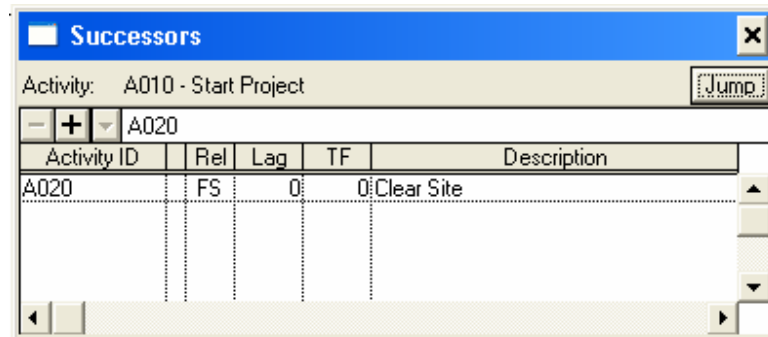 Successors
Activity: A010 - Start Project Jump
A020
Activity ID Rel Lag TF Description
A020 FS 0 0 Clear Site